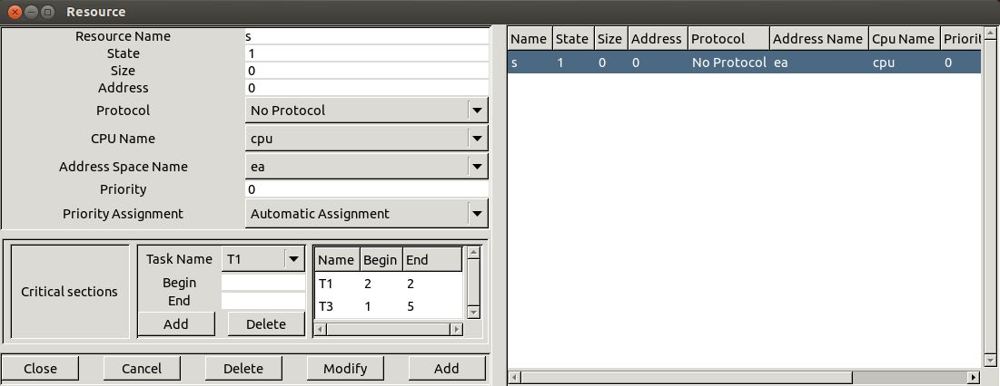 Resource
Resource Name s
State 1
Size 0
Address 0
Protocol No Protocol
CPU Name cpu
Address Space Name ea
Priority 0
Priority Assignment Automatic Assignment
Critical sections
Task Name T1
Begin
End
Add Delete
Name Begin End
T1 2 2
T3 1 5
Close Cancel Delete Modify Add
Name State Size Address Protocol Address Name Cpu Name Priorit
s 1 0 0 No Protocol ea cpu 0